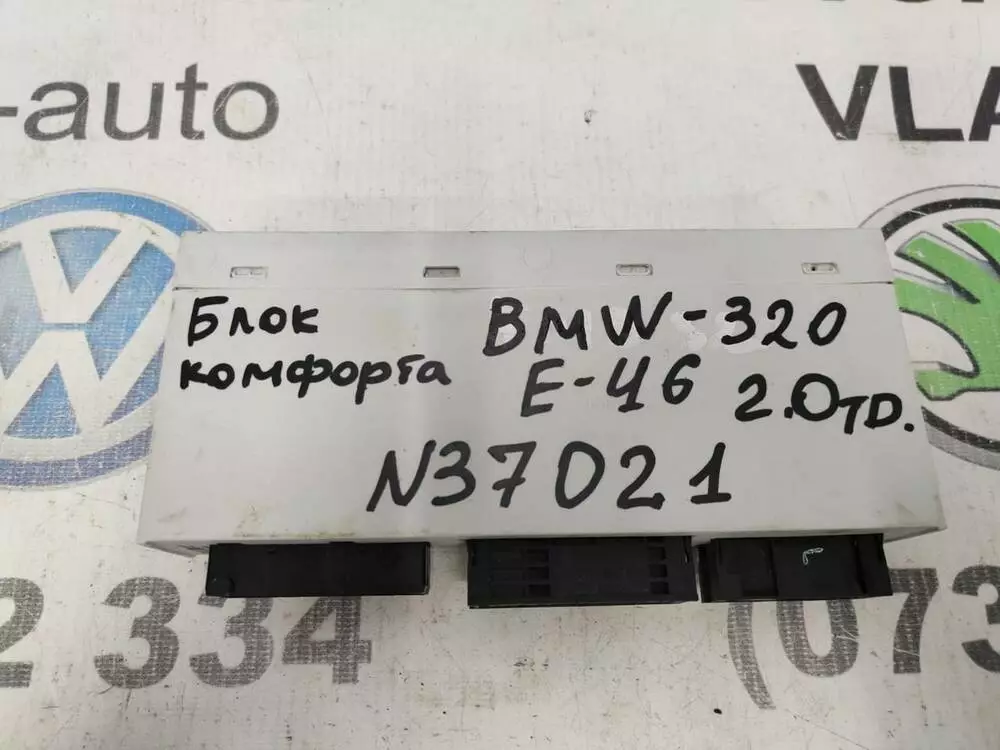 -auto
VLA
Блок
комфорта
BMW-320
E-46 2.0TD.
N37021
2 334
(073